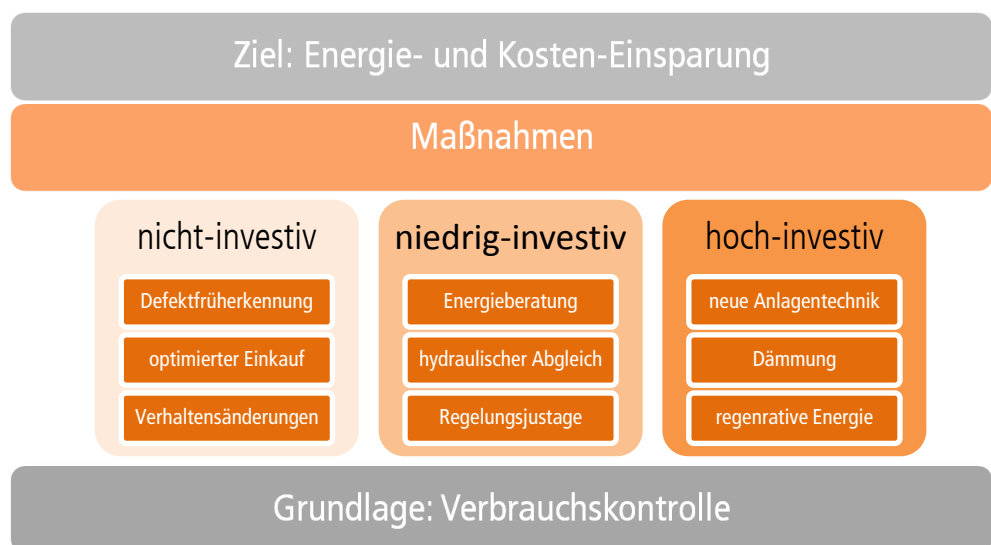 Ziel: Energie- und Kosten-Einsparung
Maßnahmen
nicht-investiv
Defektfrüherkennung
optimierter Einkauf
Verhaltensänderungen
niedrig-investiv
Energieberatung
hydraulischer Abgleich
Regelungsjustage
hoch-investiv
neue Anlagentechnik
Dämmung
regenrative Energie
Grundlage: Verbrauchskontrolle